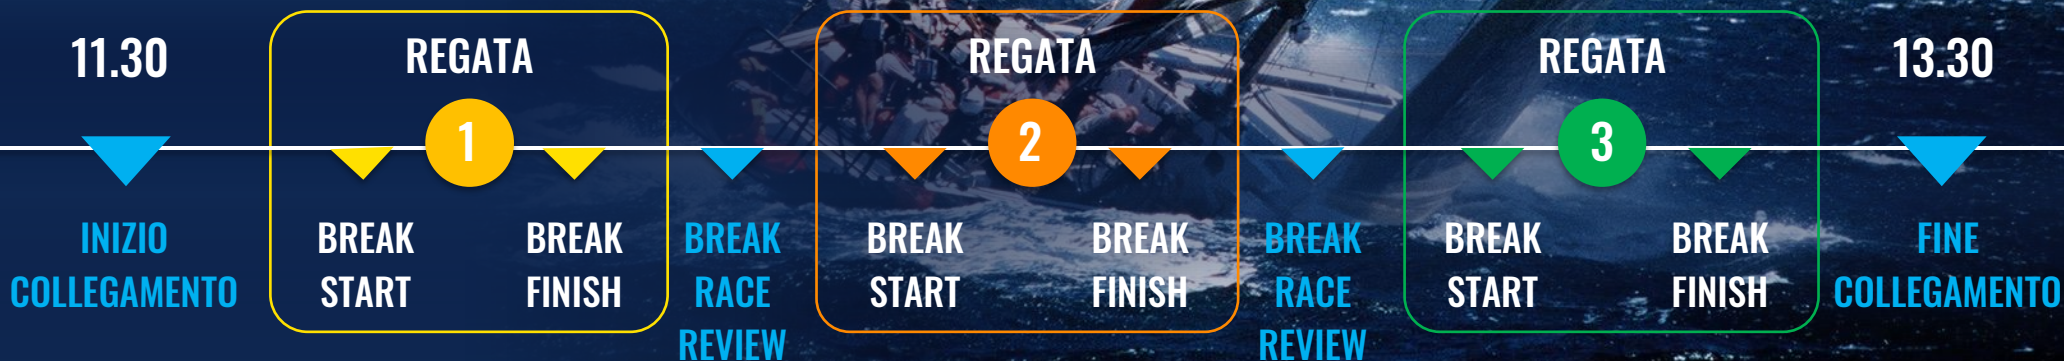 11.30
REGATA
REGATA
REGATA
13.30
1
2
3
INIZIO
COLLEGAMENTO
BREAK
START
BREAK
FINISH
BREAK
RACE
REVIEW
BREAK
START
BREAK
FINISH
BREAK
RACE
REVIEW
BREAK
START
BREAK
FINISH
FINE
COLLEGAMENTO